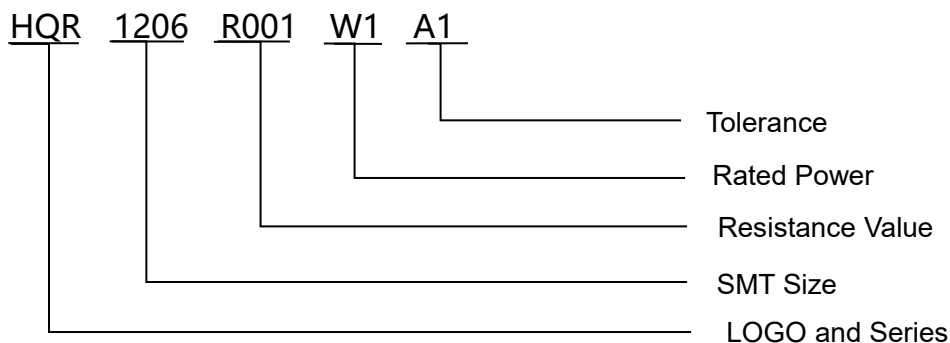 HQR 1206 R001 W1 A1
Tolerance
Rated Power
Resistance Value
SMT Size
LOGO and Series